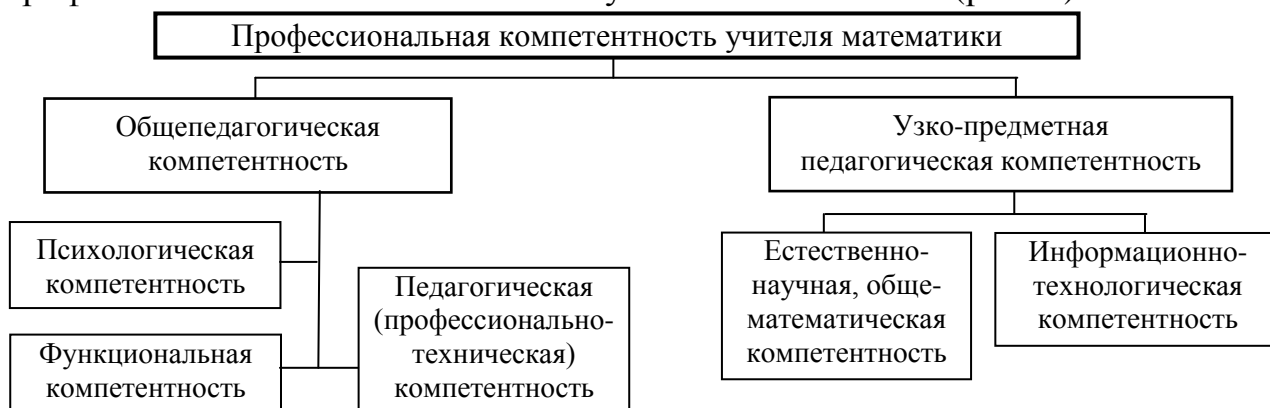 Профессиональная компетентность учителя математики
Общепедагогическая
компетентность
Узко-предметная
педагогическая компетентность
Психологическая
компетентность
Функциональная
компетентность
Педагогическая
(профессионально-
техническая)
компетентность
Естественно-
научная, обще-
математическая
компетентность
Информационно-
технологическая
компетентность